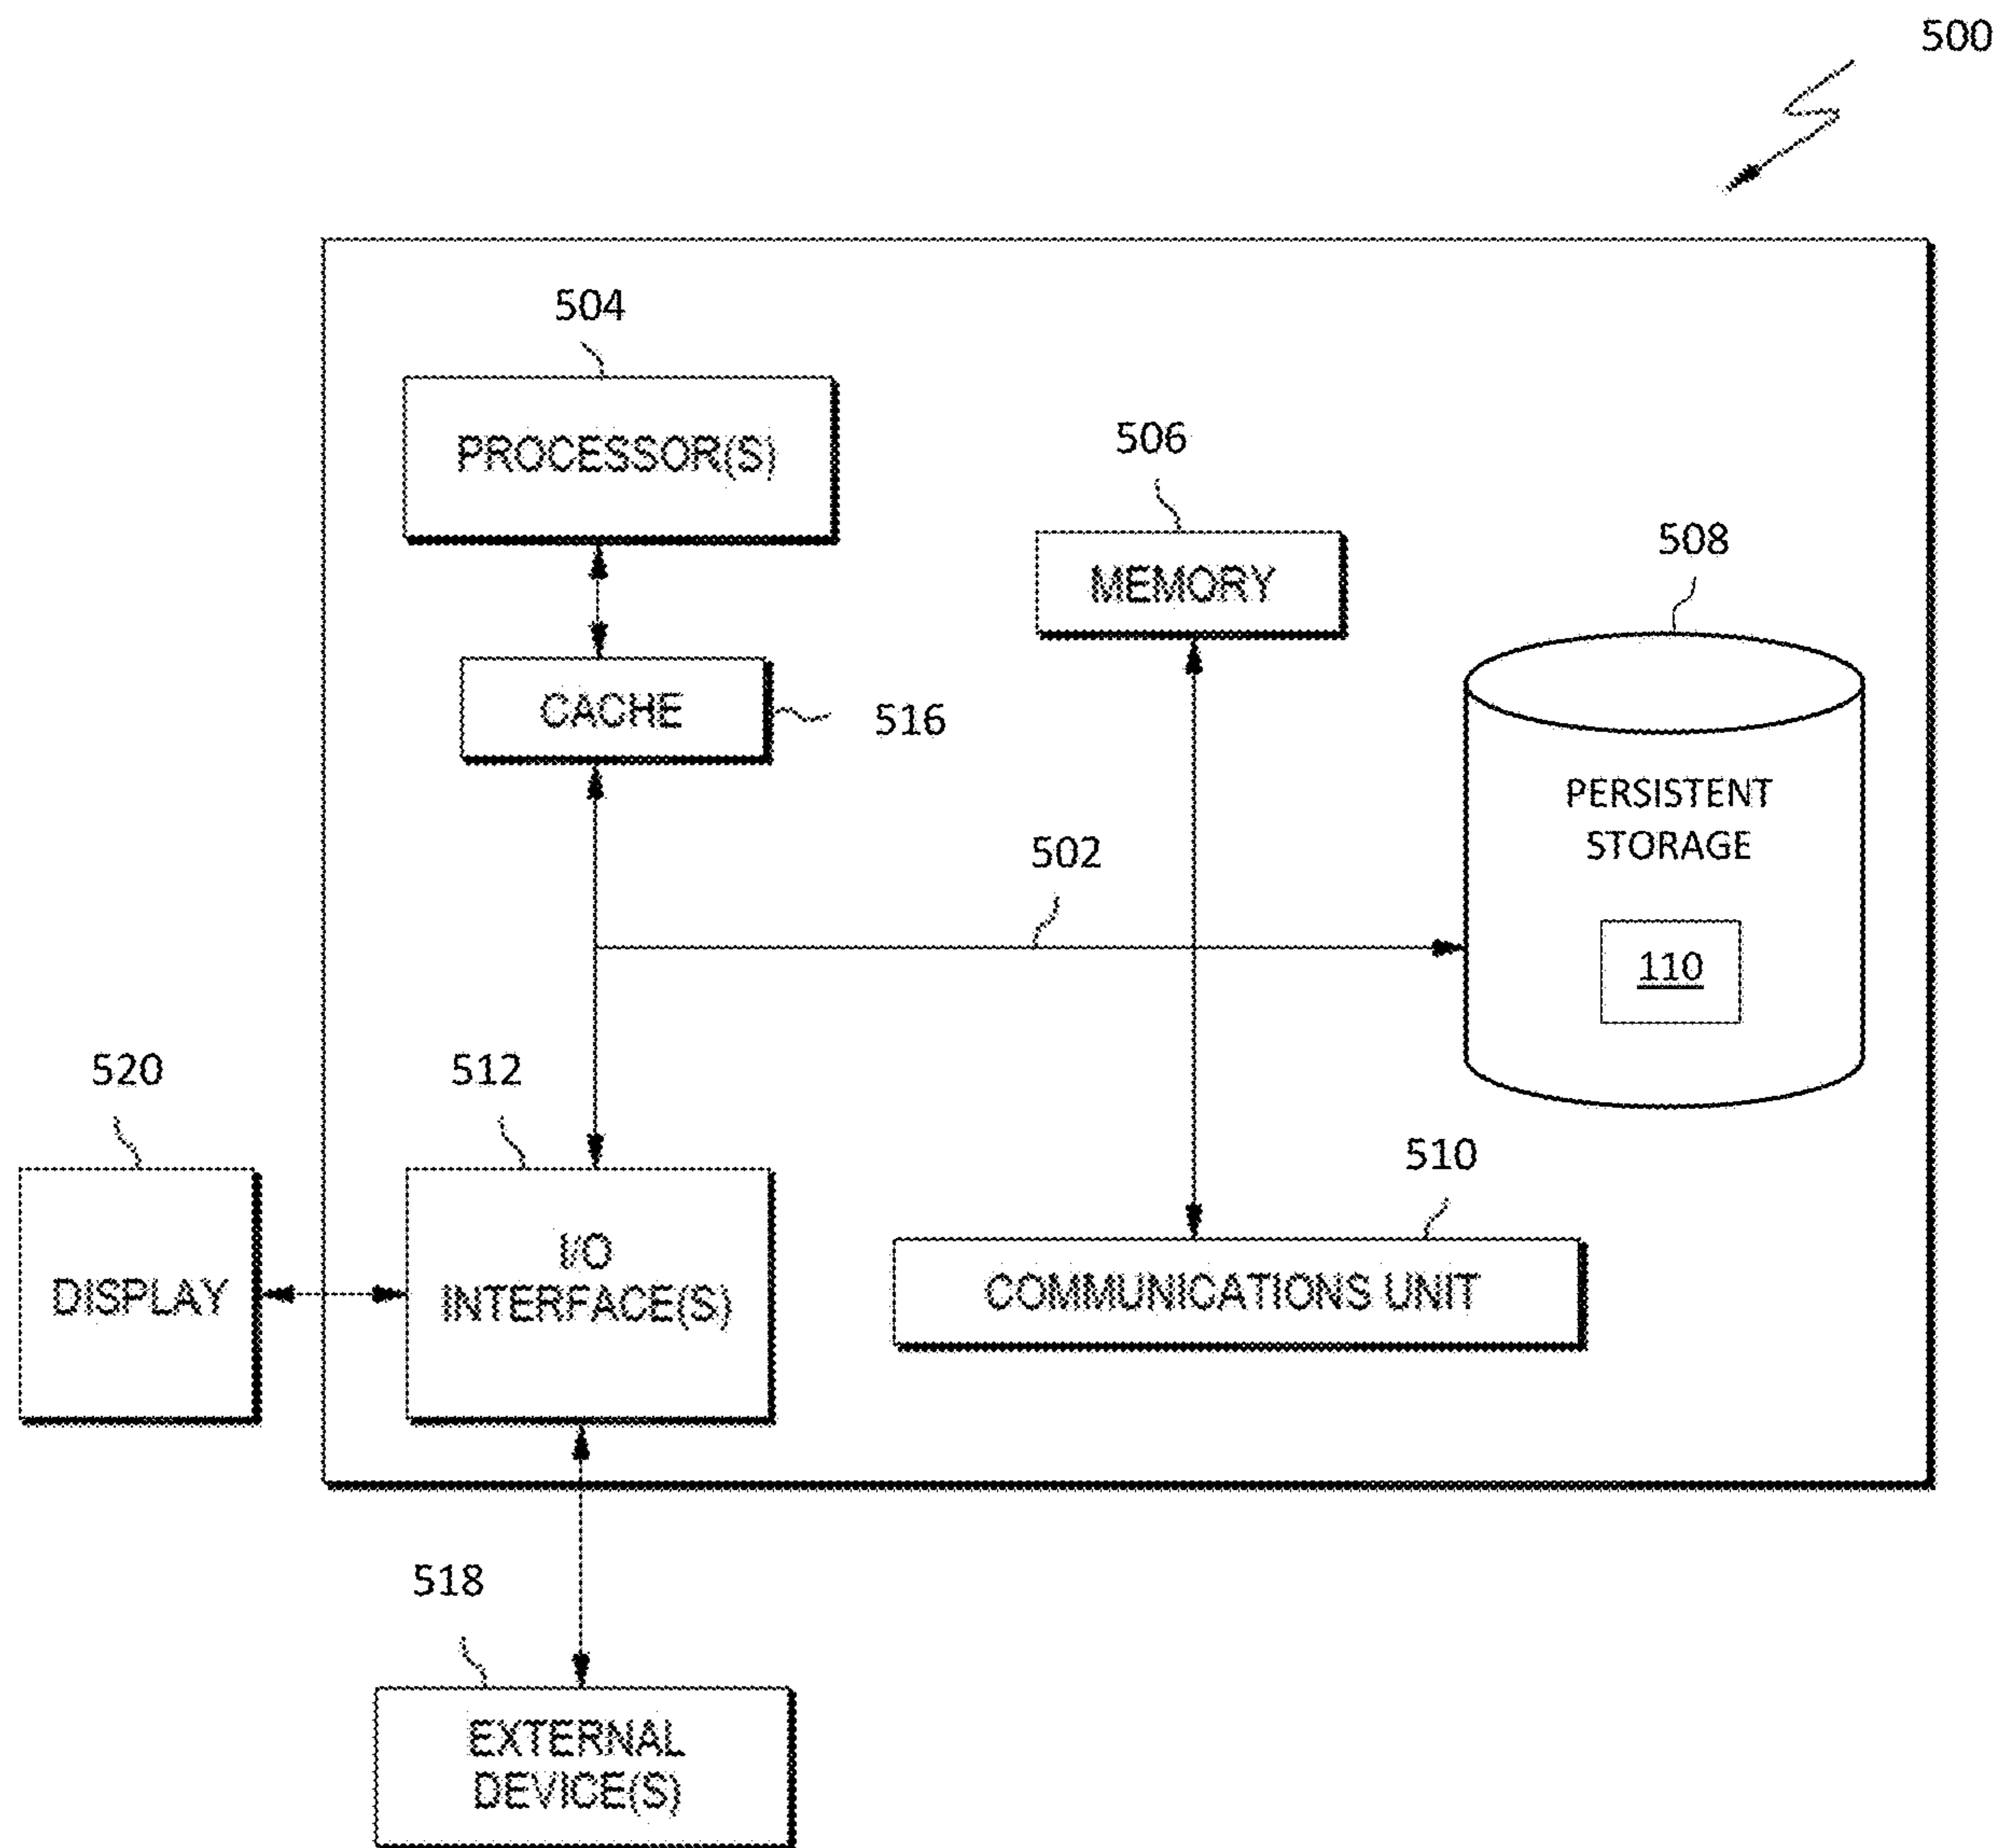 500
504
PROCESSOR(S)
506
MEMORY
508
CACHE
516
PERSISTENT
STORAGE
502
110
520
512
510
DISPLAY
I/O
INTERFACE(S)
COMMUNICATIONS UNIT
518
EXTERNAL
DEVICE(S)